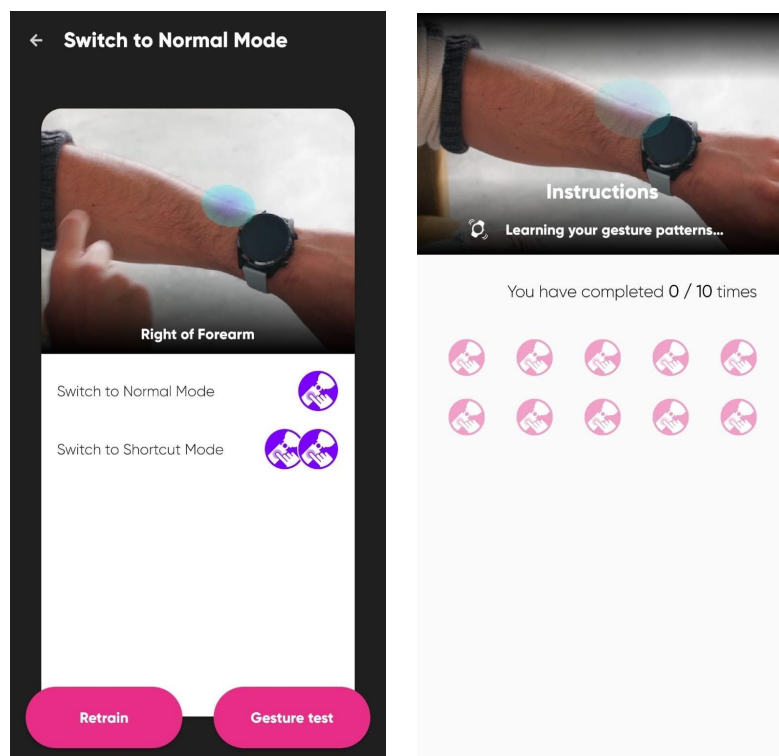 Switch to Normal Mode
Right of Forearm
Switch to Normal Mode
Switch to Shortcut Mode
Retrain
Gesture test
Instructions
Learning your gesture patterns...
You have completed 0 / 10 times